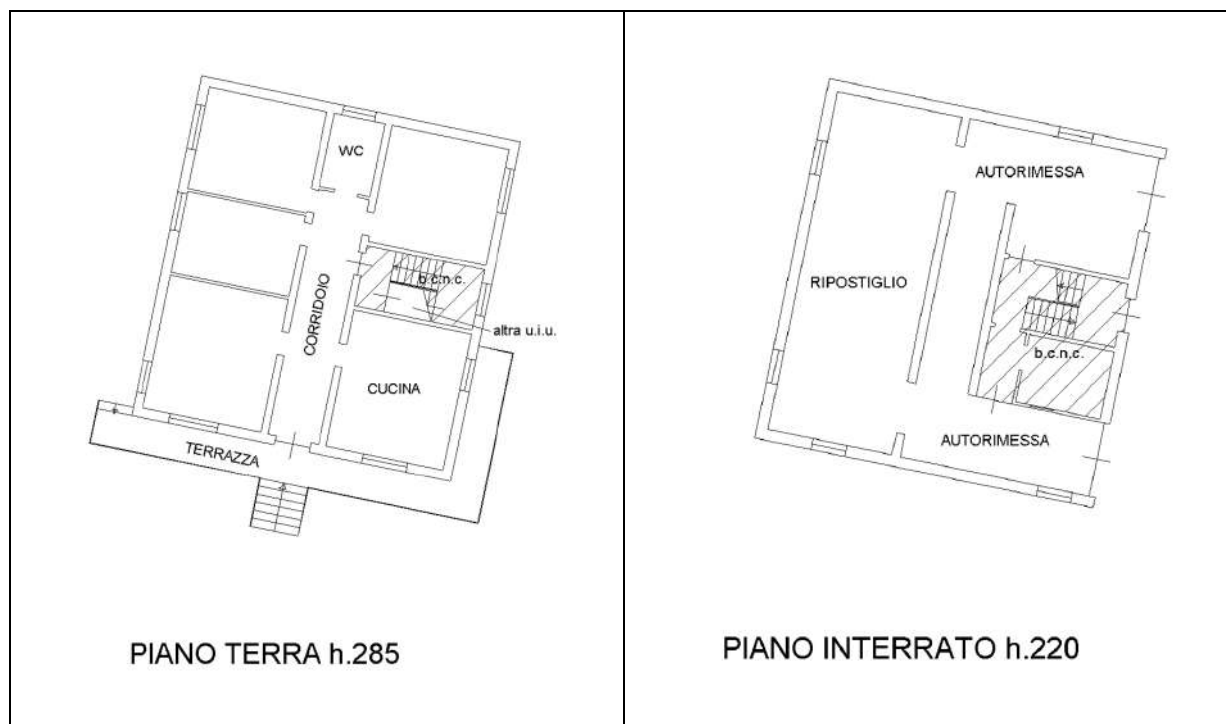 WC
b.c.n.c.
CORRIDOIO
altra u.i.u.
CUCINA
TERRAZZA
PIANO TERRA h.285
AUTORIMESSA
RIPOSTIGLIO
b.c.n.c.
AUTORIMESSA
PIANO INTERRATO h.220